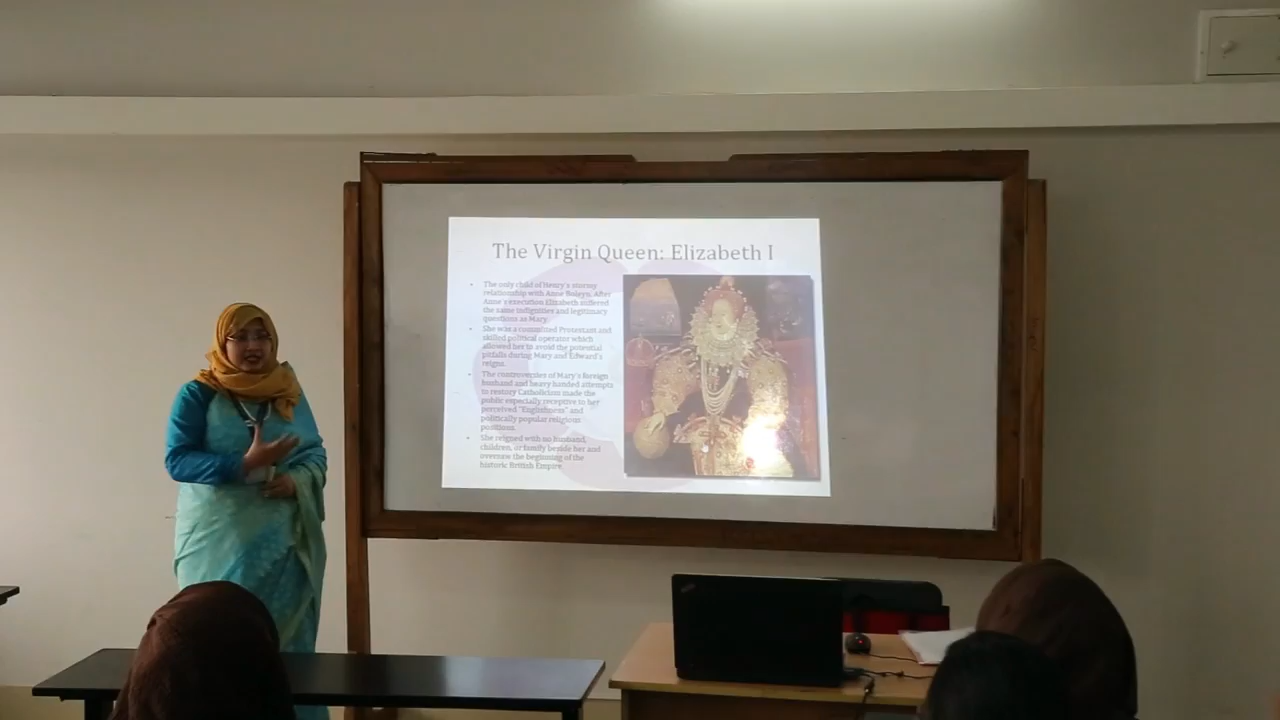 The Virgin Queen: Elizabeth I
• The only child of Henry's stormy
relationship with Anne Boleyn. After
Anne's execution Elizabeth suffered
the same indignities and legitimacy
questions as Mary.
• She was a committed Protestant and
skilled political operator which
allowed her to avoid the potential
pitfalls during Mary and Edward's
reigns.
• The controversies of Mary's foreign
husband and heavy handed attempts
to restore Catholicism made the
public especially receptive to her
perceived "Englishness" and
politically popular religious
positions.
• She reigned with no husband,
children, or family beside her and
oversaw the beginning of the
historic British Empire